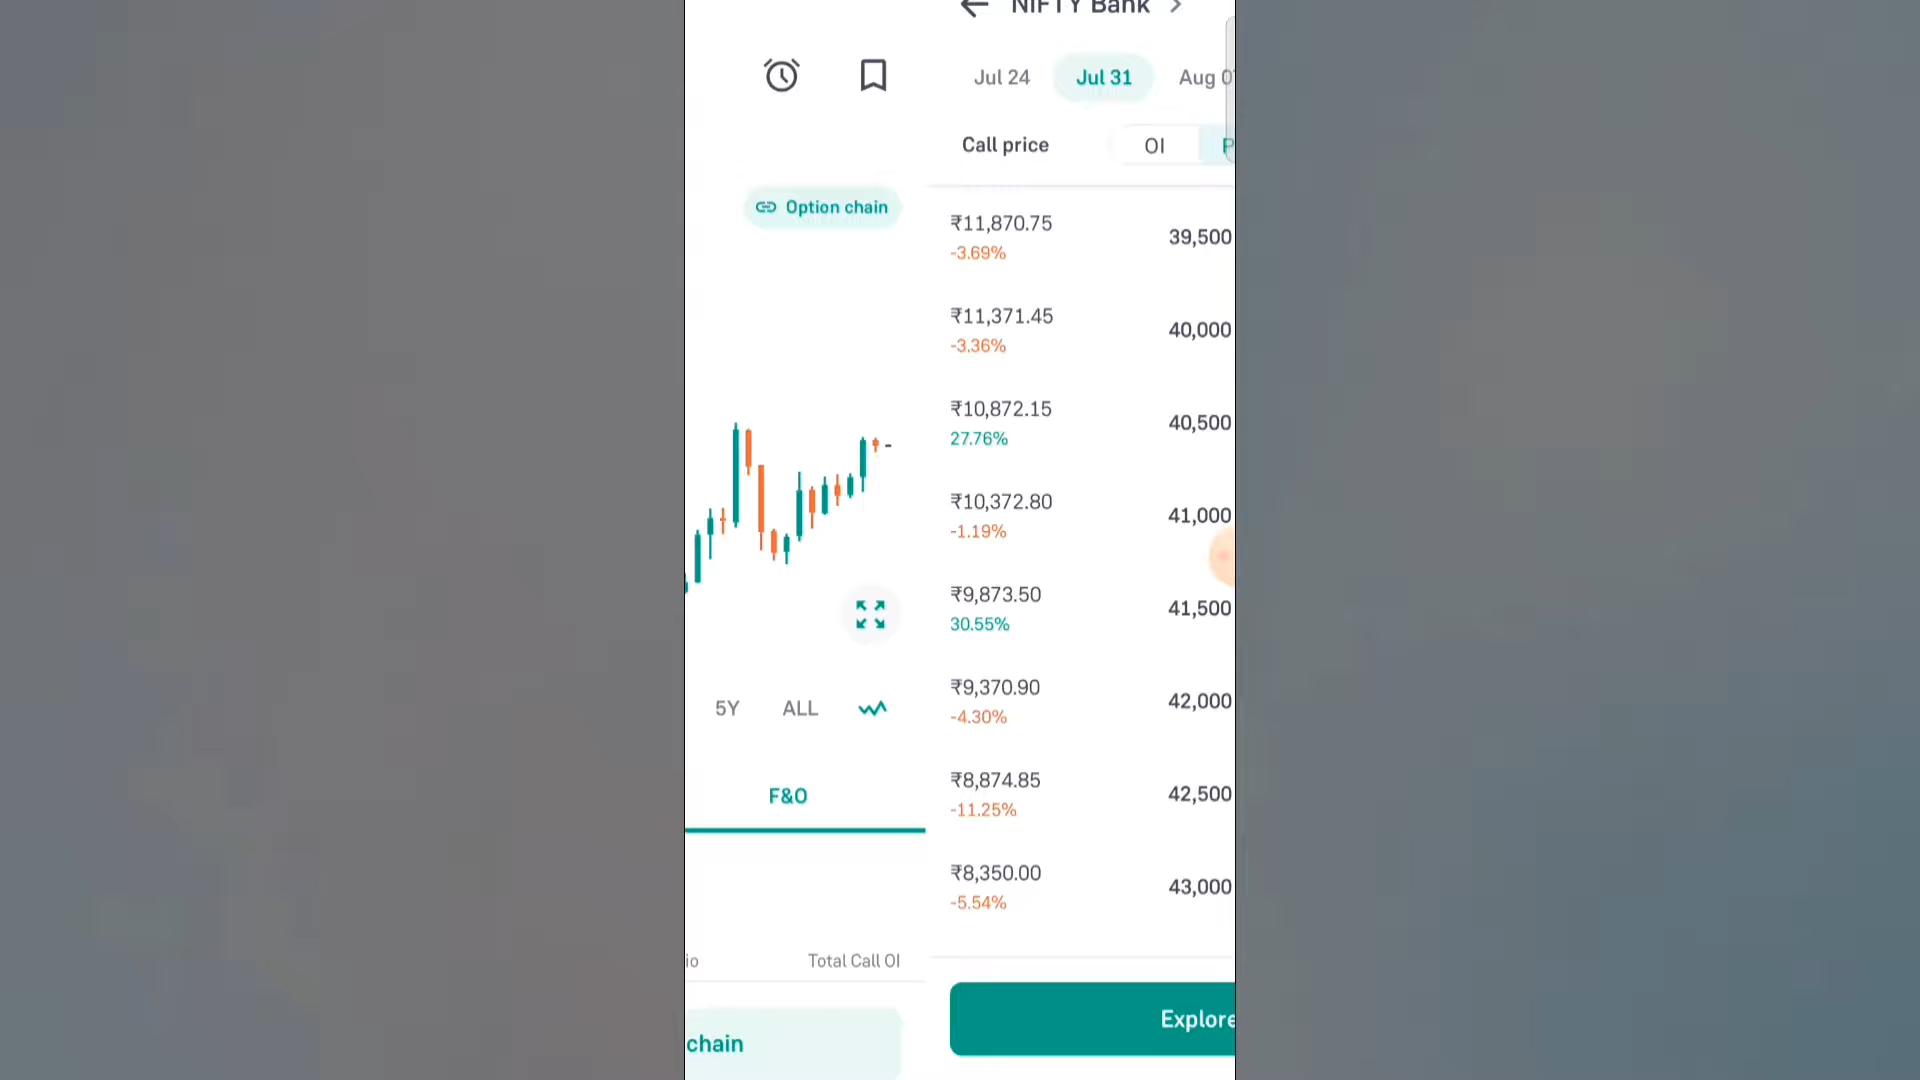 Option chain
5Y ALL
F&O
io Total Call OI
chain
NIFTY Bank
Jul 24 Jul 31 Aug 0
Call price OI P
₹11,870.75 39,500
-3.69%
₹11,371.45 40,000
-3.36%
₹10,872.15 40,500
27.76%
₹10,372.80 41,000
-1.19%
₹9,873.50 41,500
30.55%
₹9,370.90 42,000
-4.30%
₹8,874.85 42,500
-11.25%
₹8,350.00 43,000
-5.54%
Explore